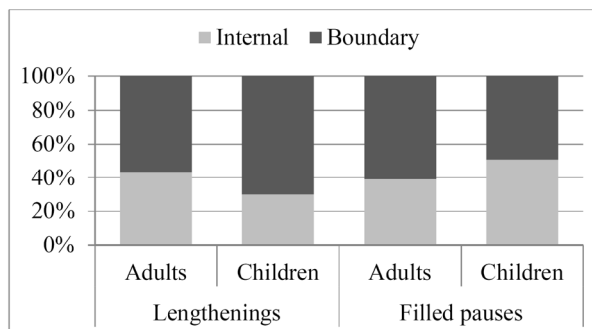 Internal Boundary
100%
80%
60%
40%
20%
0%
Adults Children Adults Children
Lengthenings Filled pauses